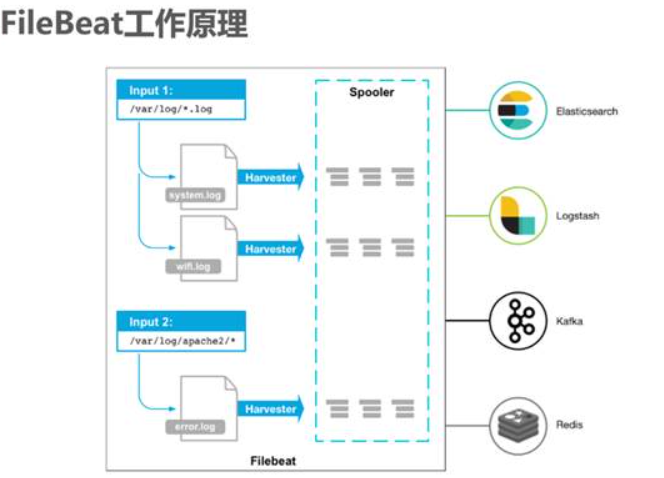 FileBeat工作原理
Input 1:
/var/log/*.log
system.log
Harvester
wifi.log
Harvester
Input 2:
/var/log/apache2/*
error.log
Harvester
Spooler
Filebeat
Elasticsearch
Logstash
Kafka
Redis